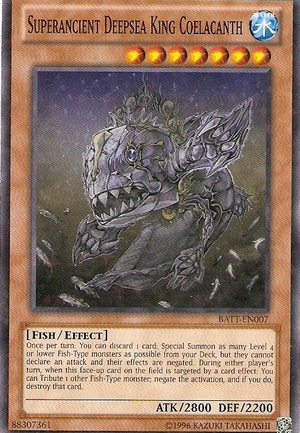 SUPERANCIENT DEEPSEA KING COELACANTH
水
BATT-EN007
[FISH / EFFECT]
Once per turn: You can discard 1 card; Special Summon as many Level 4
or lower Fish-Type monsters as possible from your Deck, but they cannot
declare an attack and their effects are negated. During either player's
turn, when this face-up card on the field is targeted by a card effect: You
can Tribute 1 other Fish-Type monster; negate the activation, and if you do,
destroy that card.
ATK/2800 DEF/2200
88307361
©1996 KAZUKI TAKAHASHI